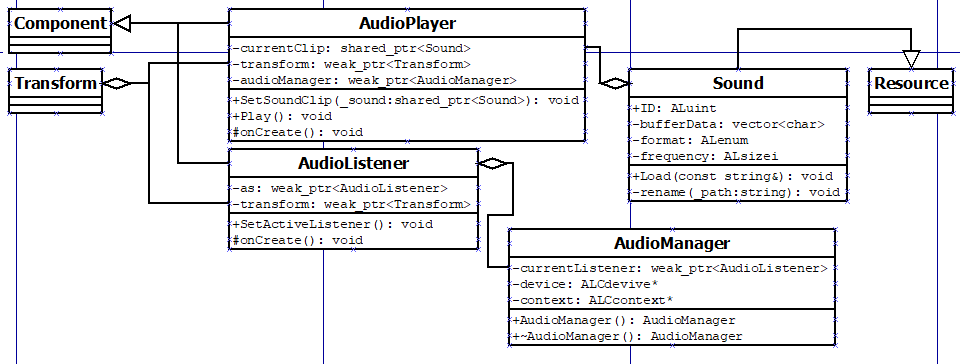 Component
Transform
AudioPlayer
-currentClip: shared_ptr<Sound>
-transform: weak_ptr<Transform>
-audioManager: weak_ptr<AudioManager>
+SetSoundClip(_sound:shared_ptr<Sound>): void
+Play(): void
#onCreate(): void
AudioListener
-as: weak_ptr<AudioListener>
-transform: weak_ptr<Transform>
+SetActiveListener(): void
#onCreate(): void
Sound
+ID: ALuint
-bufferData: vector<char>
-format: ALenum
-frequency: ALsizei
+Load(const string&): void
-rename(_path:string): void
Resource
AudioManager
-currentListener: weak_ptr<AudioListener>
-device: ALCdevive*
-context: ALCcontext*
+AudioManager(): AudioManager
+~AudioManager(): AudioManager